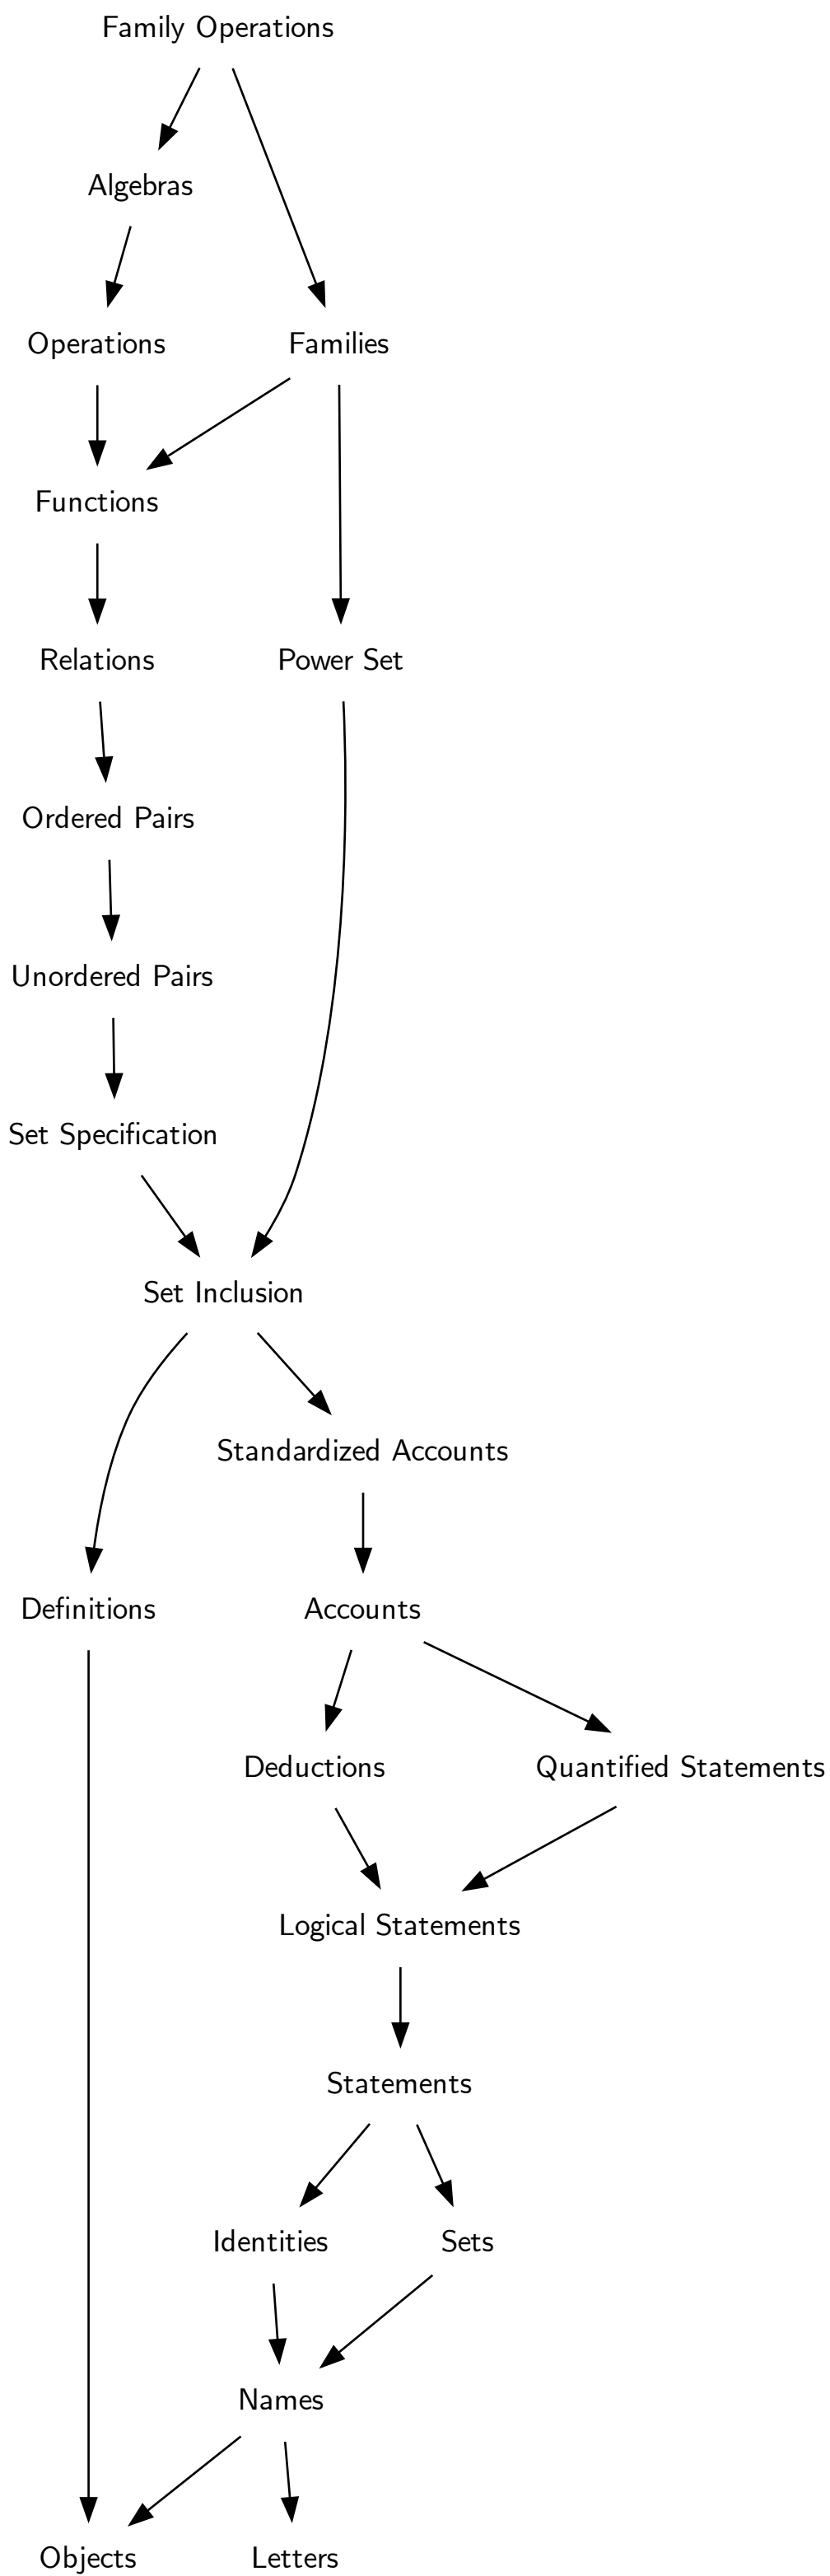 Family Operations
Algebras
Operations
Families
Functions
Relations
Power Set
Ordered Pairs
Unordered Pairs
Set Specification
Set Inclusion
Standardized Accounts
Definitions
Accounts
Deductions
Quantified Statements
Logical Statements
Statements
Identities
Sets
Names
Objects
Letters